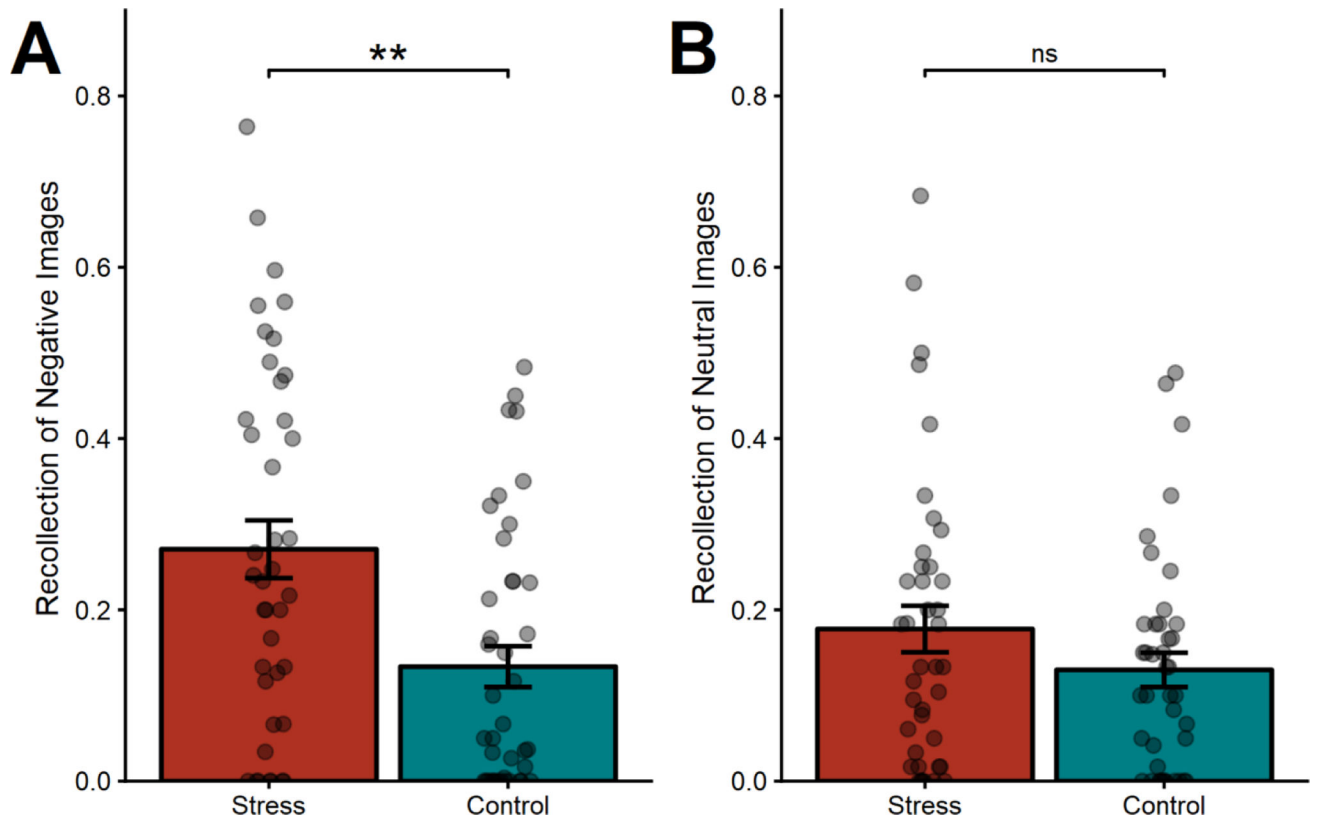 A
**
Recollection of Negative Images
0.8
0.6
0.4
0.2
0.0
Stress
Control
B
ns
Recollection of Neutral Images
0.8
0.6
0.4
0.2
0.0
Stress
Control